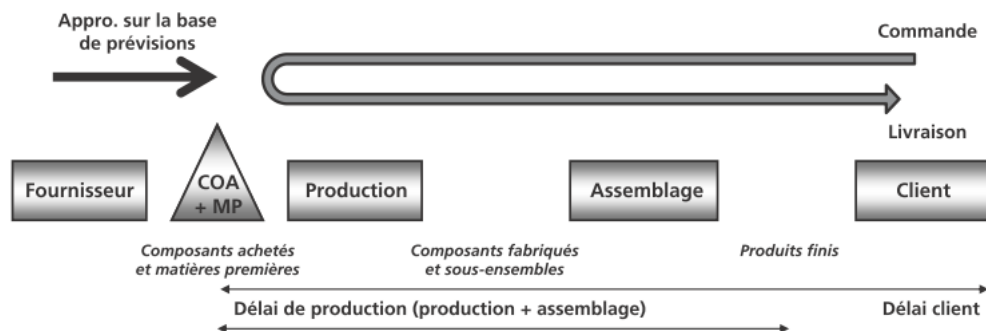 Appro. sur la base
de prévisions
Commande
Livraison
Fournisseur
COA
+ MP
Production
Assemblage
Client
Composants achetés
et matières premières
Composants fabriqués
et sous-ensembles
Produits finis
Délai de production (production + assemblage)
Délai client